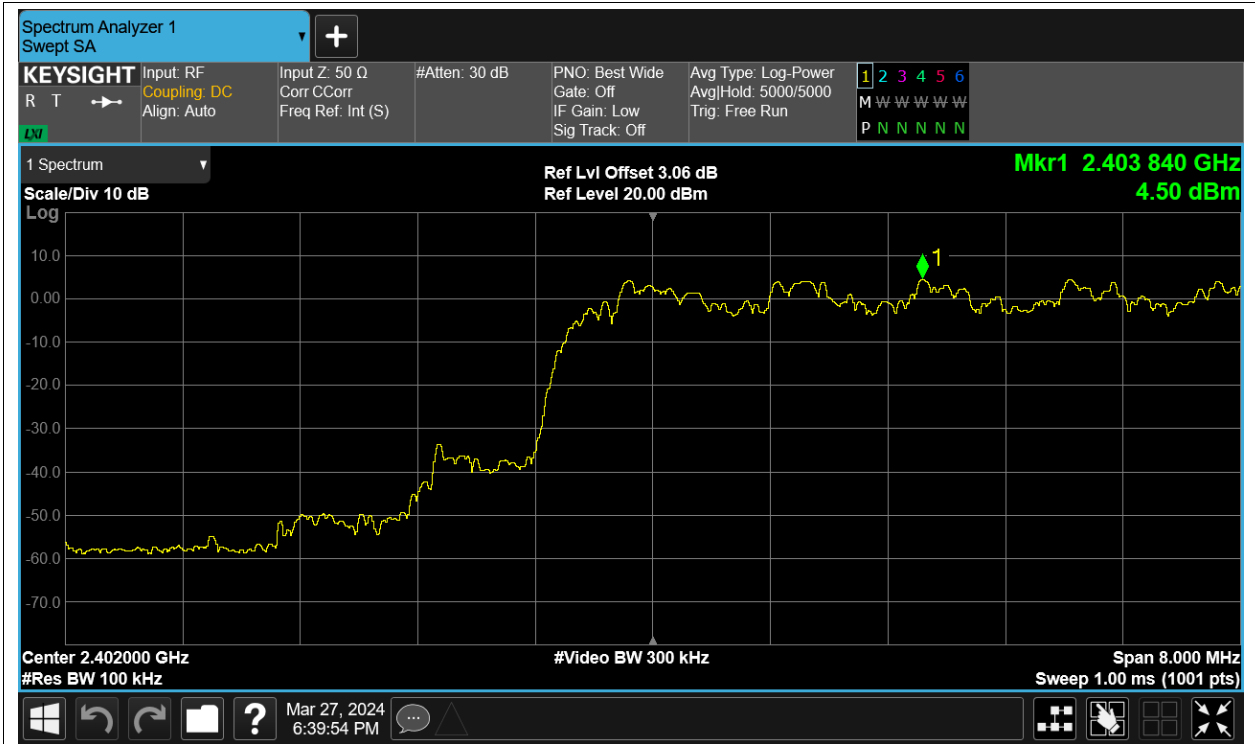 Spectrum Analyzer 1
Swept SA
KEYSIGHT
R T
LXI
Input: RF
Coupling: DC
Align: Auto
Input Z: 50 Ω
Corr CCorr
Freq Ref: Int (S)
#Atten: 30 dB
PNO: Best Wide
Gate: Off
IF Gain: Low
Sig Track: Off
Avg Type: Log-Power
Avg|Hold: 5000/5000
Trig: Free Run
1 2 3 4 5 6
M W W W W W
P N N N N N
1 Spectrum
Scale/Div 10 dB
Log
Ref Lvl Offset 3.06 dB
Ref Level 20.00 dBm
Mkr1 2.403 840 GHz
4.50 dBm
1
10.0
0.00
-10.0
-20.0
-30.0
-40.0
-50.0
-60.0
-70.0
Center 2.402000 GHz
#Video BW 300 kHz
Span 8.000 MHz
#Res BW 100 kHz
Sweep 1.00 ms (1001 pts)
?
Mar 27, 2024
6:39:54 PM